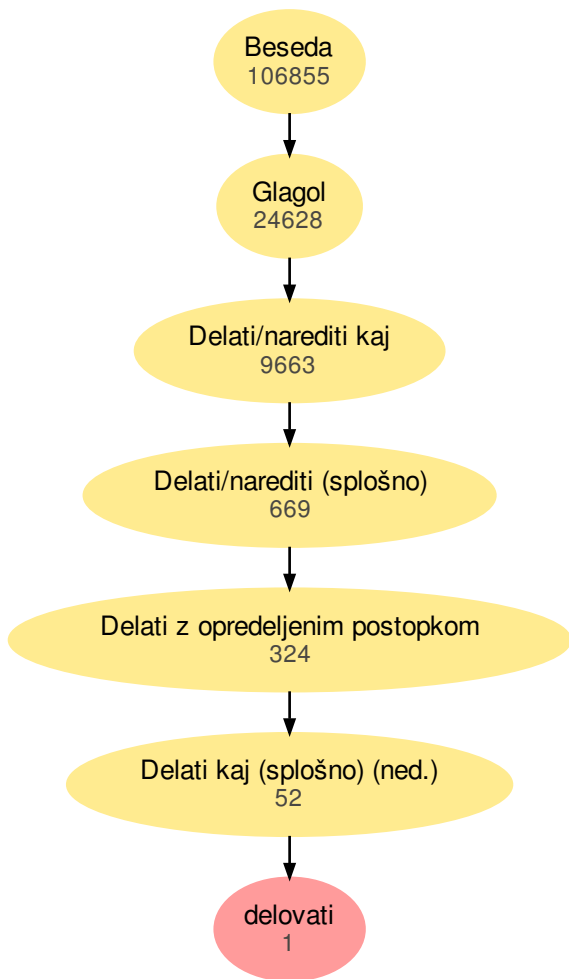 Beseda
106855
Glagol
24628
Delati/narediti kaj
9663
Delati/narediti (splošno)
669
Delati z opredeljenim postopkom
324
Delati kaj (splošno) (ned.)
52
delovati
1